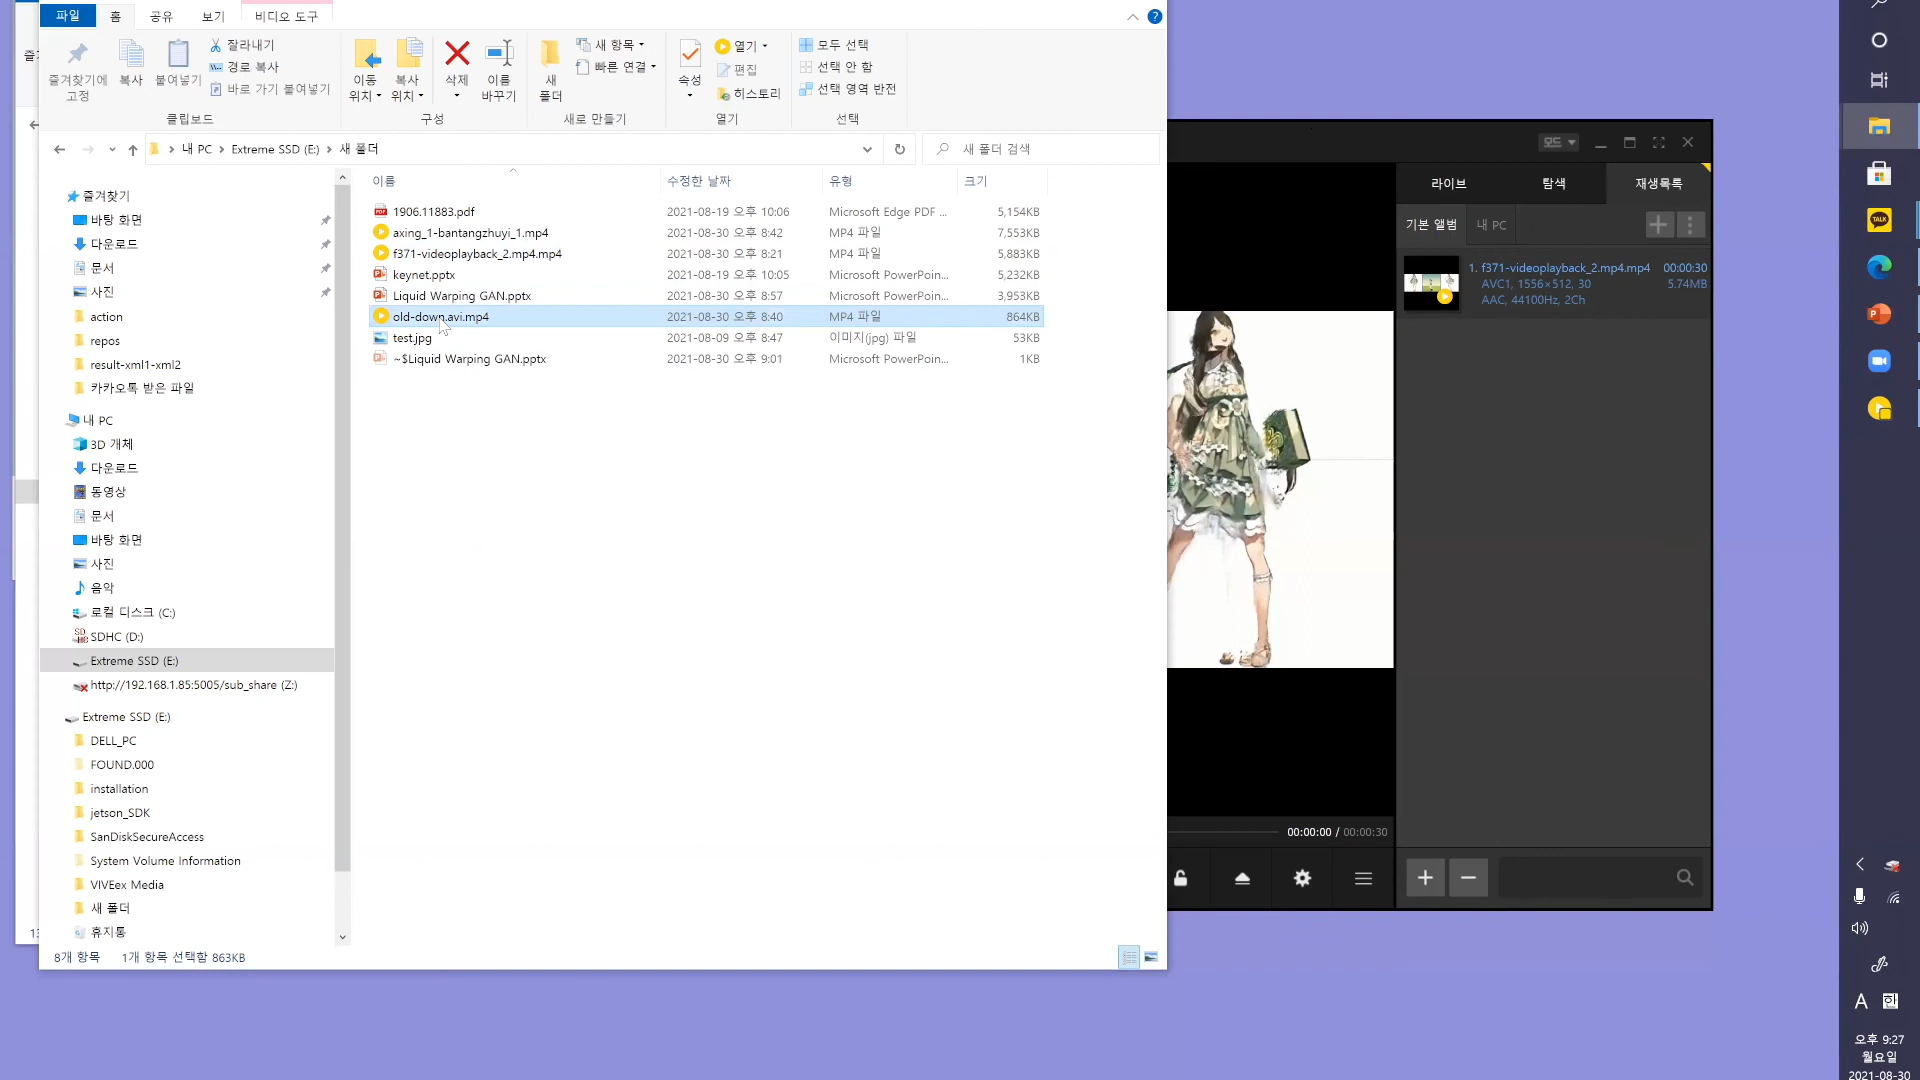 파일
홈
공유
보기
비디오 도구
즐겨찾기에
고정
복사
붙여넣기
잘라내기
경로 복사
바로 가기 붙여넣기
클립보드
이동
위치
복사
위치
삭제
이름
바꾸기
구성
새
폴더
새 항목
빠른 연결
새로 만들기
속성
열기
편집
히스토리
열기
모두 선택
선택 안 함
선택 영역 반전
선택
내 PC > Extreme SSD (E:) > 새 폴더
새 폴더 검색
즐겨찾기
바탕 화면
다운로드
문서
사진
action
repos
result-xml1-xml2
카카오톡 받은 파일
내 PC
3D 개체
다운로드
동영상
문서
바탕 화면
사진
음악
로컬 디스크 (C:)
SDHC (D:)
Extreme SSD (E:)
http://192.168.1.85:5005/sub_share (Z:)
Extreme SSD (E:)
DELL_PC
FOUND.000
installation
jetson_SDK
SanDiskSecureAccess
System Volume Information
VIVEex Media
새 폴더
휴지통
이름 수정한 날짜 유형 크기
1906.11883.pdf 2021-08-19 오후 10:06 Microsoft Edge PDF ... 5,154KB
axing_1-bantangzhuyi_1.mp4 2021-08-30 오후 8:42 MP4 파일 7,553KB
f371-videoplayback_2.mp4.mp4 2021-08-30 오후 8:21 MP4 파일 5,883KB
keynet.pptx 2021-08-19 오후 10:05 Microsoft PowerPoin... 5,232KB
Liquid Warping GAN.pptx 2021-08-30 오후 8:57 Microsoft PowerPoin... 3,953KB
old-down.avi.mp4 2021-08-30 오후 8:40 MP4 파일 864KB
test.jpg 2021-08-09 오후 8:47 이미지(jpg) 파일 53KB
~$Liquid Warping GAN.pptx 2021-08-30 오후 9:01 Microsoft PowerPoin... 1KB
8개 항목 1개 항목 선택함 863KB
모드
라이브
탐색
재생목록
기본 앨범
내 PC
1. f371-videoplayback_2.mp4.mp4 00:00:30
AVC1, 1556×512, 30 5.74MB
AAC, 44100Hz, 2Ch
00:00:00 / 00:00:30
TALK
A 한
오후 9:27
월요일
2021-08-30